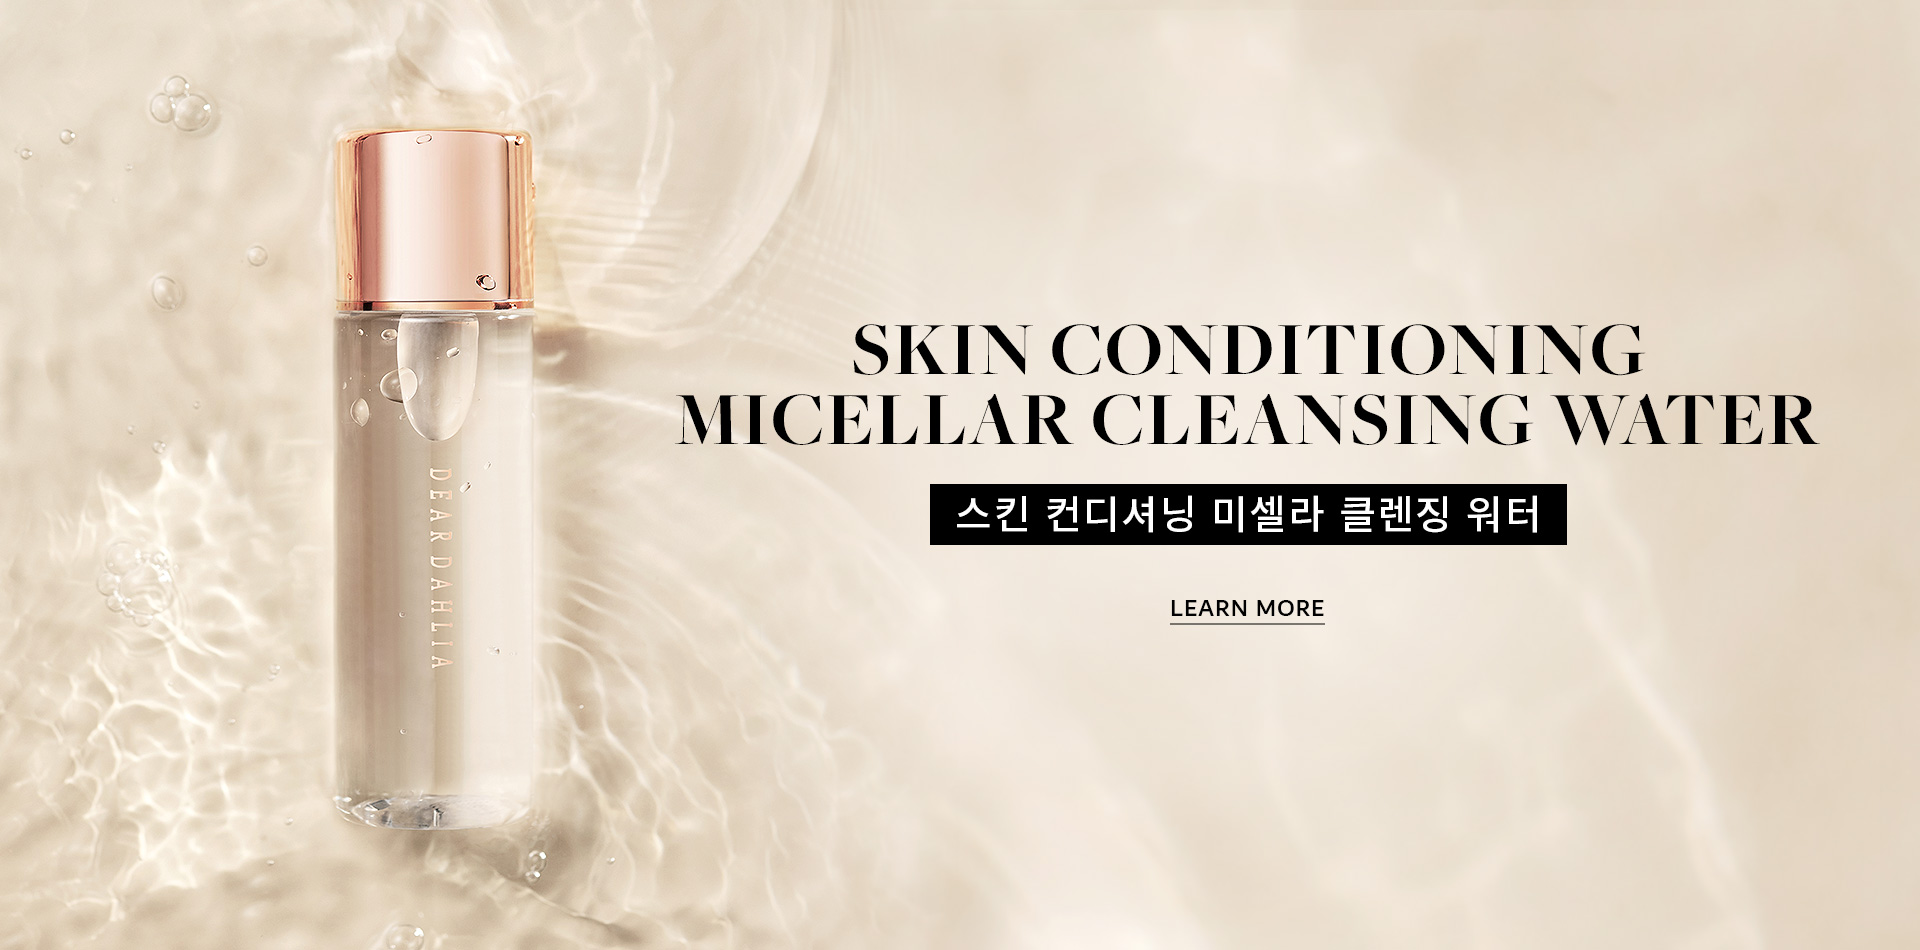 SKIN CONDITIONING
MICELLAR CLEANSING WATER
스킨 컨디셔닝 미셀라 클렌징 워터
LEARN MORE
DEAR DAHLIA